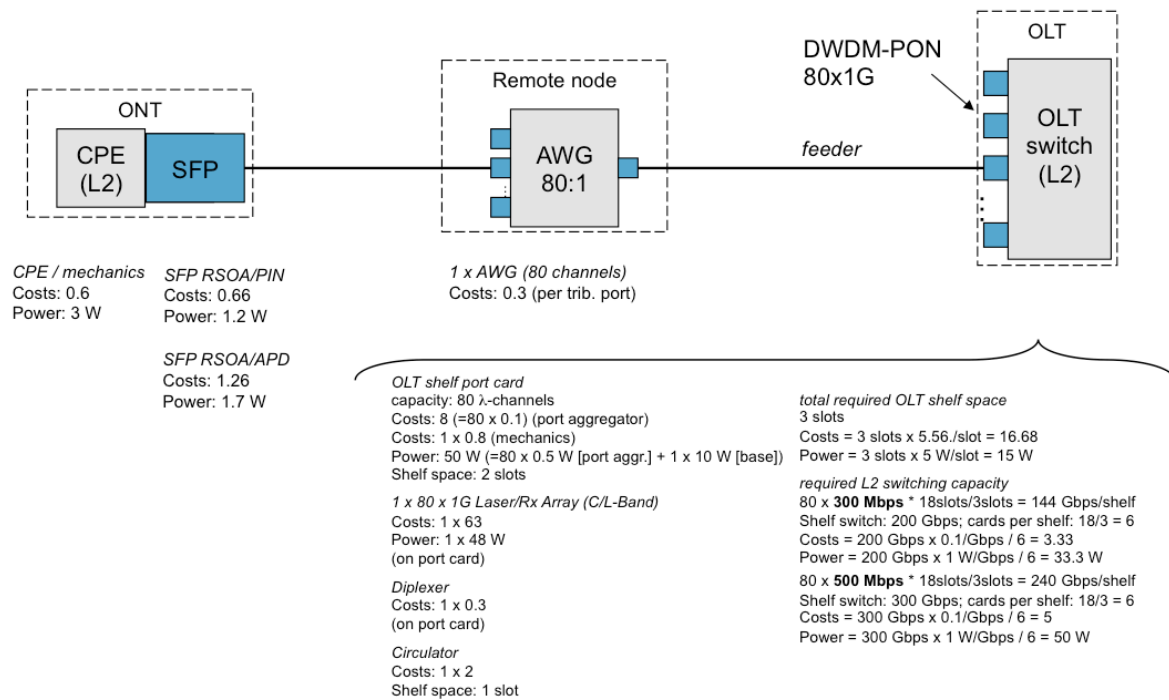 OLT
DWDM-PON
80x1G
Remote node
ONT
CPE
(L2)
SFP
AWG
80:1
feeder
OLT
switch
(L2)
CPE / mechanics
Costs: 0.6
Power: 3 W
SFP RSOA/PIN
Costs: 0.66
Power: 1.2 W
SFP RSOA/APD
Costs: 1.26
Power: 1.7 W
1 x AWG (80 channels)
Costs: 0.3 (per trib. port)
OLT shelf port card
capacity: 80 λ-channels
Costs: 8 (=80 x 0.1) (port aggregator)
Costs: 1 x 0.8 (mechanics)
Power: 50 W (=80 x 0.5 W [port aggr.] + 1 x 10 W [base])
Shelf space: 2 slots
1 x 80 x 1G Laser/Rx Array (C/L-Band)
Costs: 1 x 63
Power: 1 x 48 W
(on port card)
Diplexer
Costs: 1 x 0.3
(on port card)
Circulator
Costs: 1 x 2
Shelf space: 1 slot
total required OLT shelf space
3 slots
Costs = 3 slots x 5.56./slot = 16.68
Power = 3 slots x 5 W/slot = 15 W
required L2 switching capacity
80 x 300 Mbps * 18slots/3slots = 144 Gbps/shelf
Shelf switch: 200 Gbps; cards per shelf: 18/3 = 6
Costs = 200 Gbps x 0.1/Gbps / 6 = 3.33
Power = 200 Gbps x 1 W/Gbps / 6 = 33.3 W
80 x 500 Mbps * 18slots/3slots = 240 Gbps/shelf
Shelf switch: 300 Gbps; cards per shelf: 18/3 = 6
Costs = 300 Gbps x 0.1/Gbps / 6 = 5
Power = 300 Gbps x 1 W/Gbps / 6 = 50 W